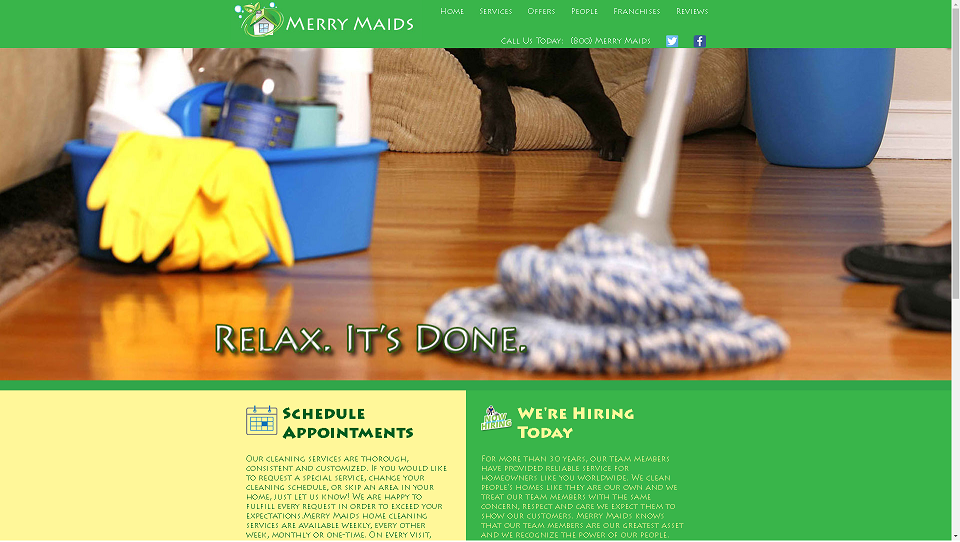 Merry Maids
Home Services Offers People Franchises Reviews
Call Us Today: (800) Merry Maids
Relax. It's Done.
Schedule
Appointments
Our cleaning services are thorough,
consistent and customized. If you would like
to request a special service, change your
cleaning schedule, or skip an area in your
home, just let us know! We are happy to
fulfill every request in order to exceed your
expectations.Merry Maids home cleaning
services are available weekly, every other
week, monthly or one-time. On every visit,
Now
Hiring
We're Hiring
Today
For more than 30 years, our team members
have provided reliable service for
homeowners like you worldwide. We clean
people's homes like they are our own and we
treat our team members with the same
concern, respect and care we expect them to
show our customers. Merry Maids knows
that our team members are our greatest asset
and we recognize the power of our people.